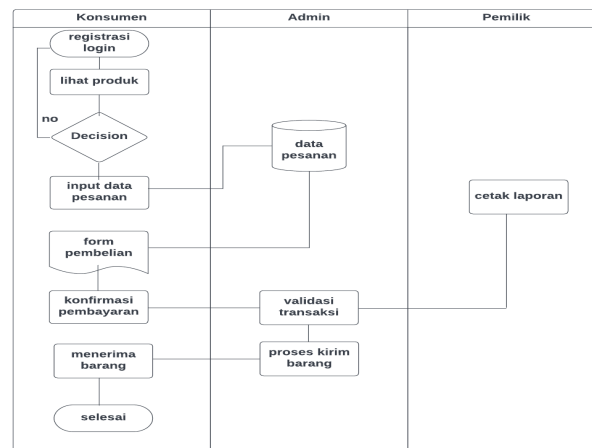 Konsumen
Admin
Pemilik
registrasi
login
lihat produk
no
Decision
data
pesanan
input data
pesanan
cetak laporan
form
pembelian
konfirmasi
pembayaran
validasi
transaksi
menerima
barang
proses kirim
barang
selesai